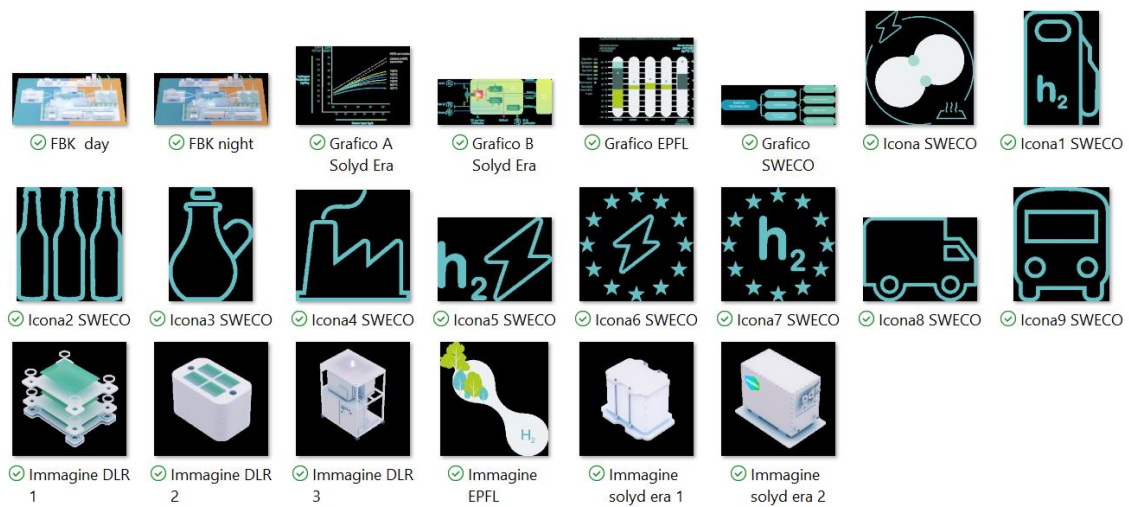 h₂
FBK day
FBK night
Grafico A
Solyd Era
Grafico B
Solyd Era
Grafico EPFL
Grafico
SWECO
Icona SWECO
Icona1 SWECO
h₂
h₂
Icona2 SWECO
Icona3 SWECO
Icona4 SWECO
Icona5 SWECO
Icona6 SWECO
Icona7 SWECO
Icona8 SWECO
Icona9 SWECO
H₂
Immagine DLR
1
Immagine DLR
2
Immagine DLR
3
Immagine
EPFL
Immagine
solyd era 1
Immagine
solyd era 2